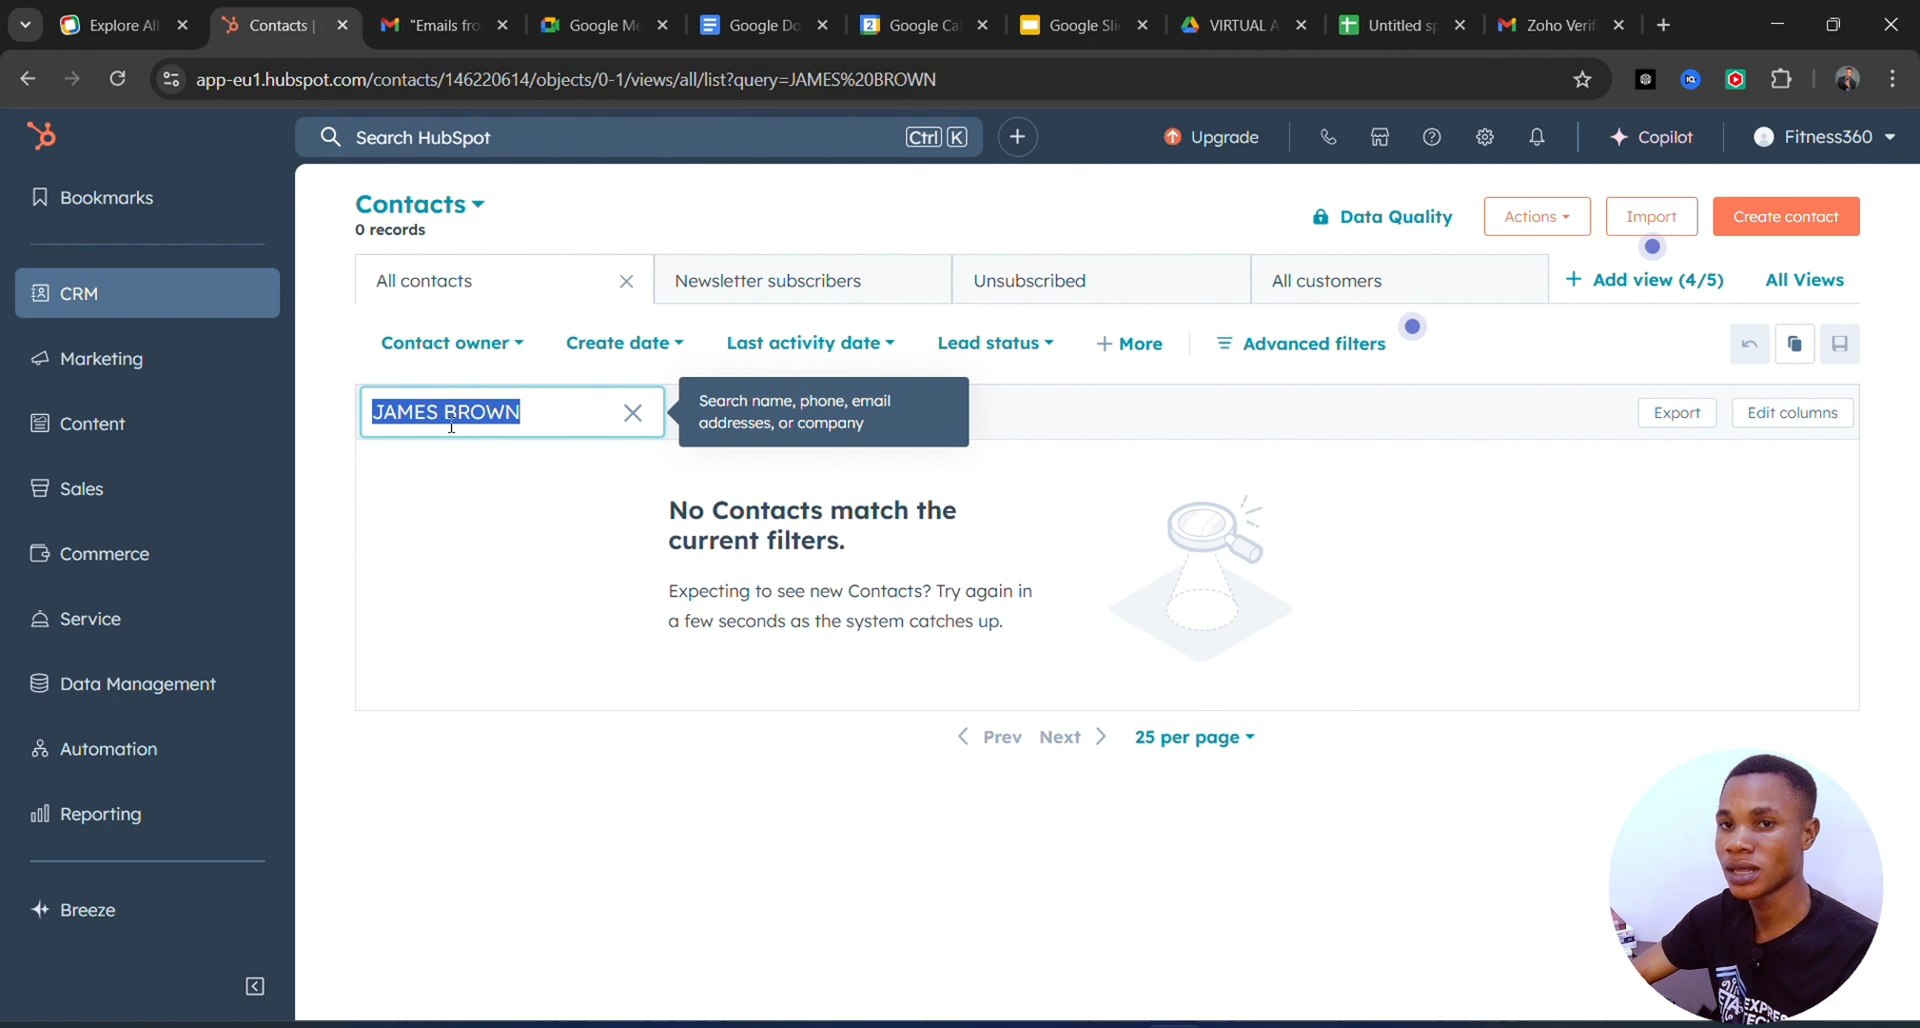 Explore All
Contacts |
"Emails fro
Google Me
Google Do
Google Ca
Google Sli
VIRTUAL A
Untitled sp
Zoho Verif
app-eu1.hubspot.com/contacts/146220614/objects/0-1/views/all/list?query=JAMES%20BROWN
Search HubSpot
Ctrl K
Upgrade
Copilot
Fitness360
Bookmarks
CRM
Marketing
Content
Sales
Commerce
Service
Data Management
Automation
Reporting
Breeze
Contacts
0 records
Data Quality
Actions
Import
Create contact
All contacts
Newsletter subscribers
Unsubscribed
All customers
+ Add view (4/5)
All Views
Contact owner
Create date
Last activity date
Lead status
+ More
Advanced filters
JAMES BROWN
Search name, phone, email
addresses, or company
Export
Edit columns
No Contacts match the
current filters.
Expecting to see new Contacts? Try again in
a few seconds as the system catches up.
Prev
Next
25 per page